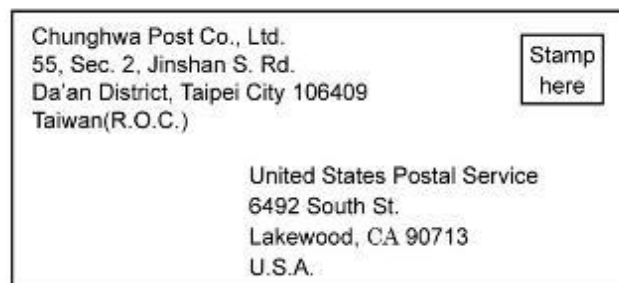 Chunghwa Post Co., Ltd.
55, Sec. 2, Jinshan S. Rd.
Da'an District, Taipei City 106409
Taiwan(R.O.C.)
Stamp
here
United States Postal Service
6492 South St.
Lakewood, CA 90713
U.S.A.